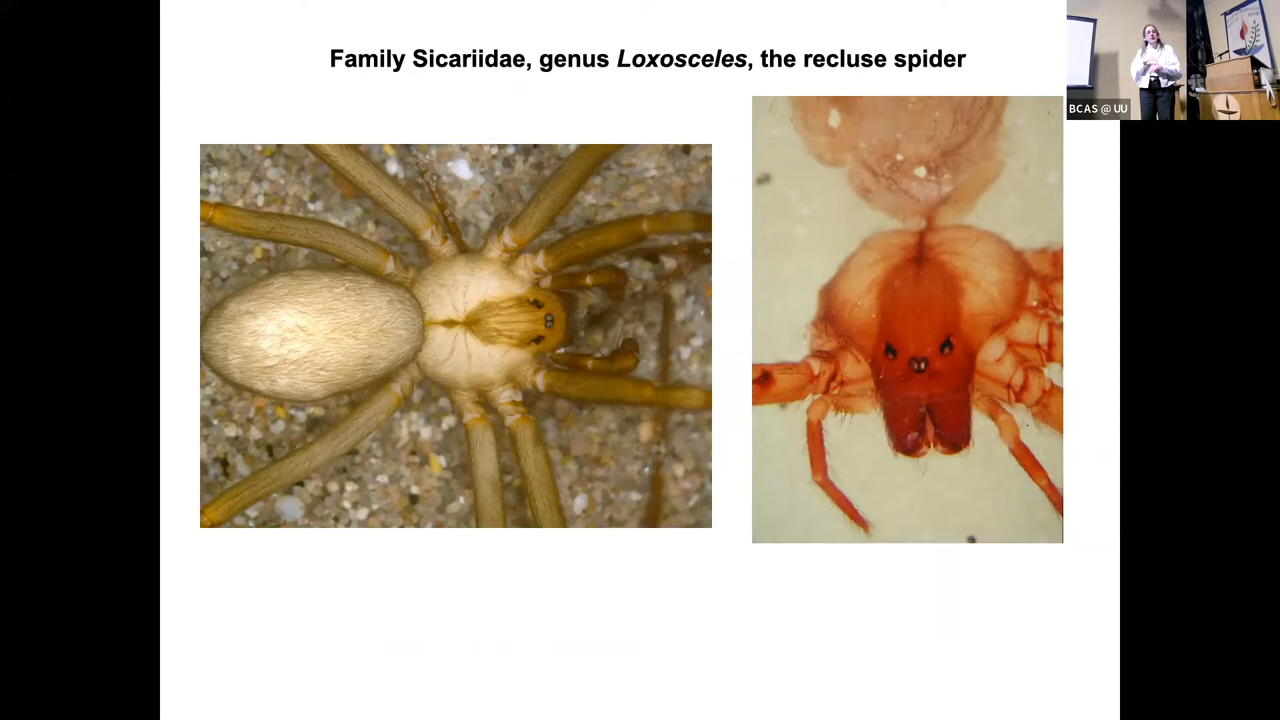 Family Sicariidae, genus Loxosceles, the recluse spider
BCAS @ UU